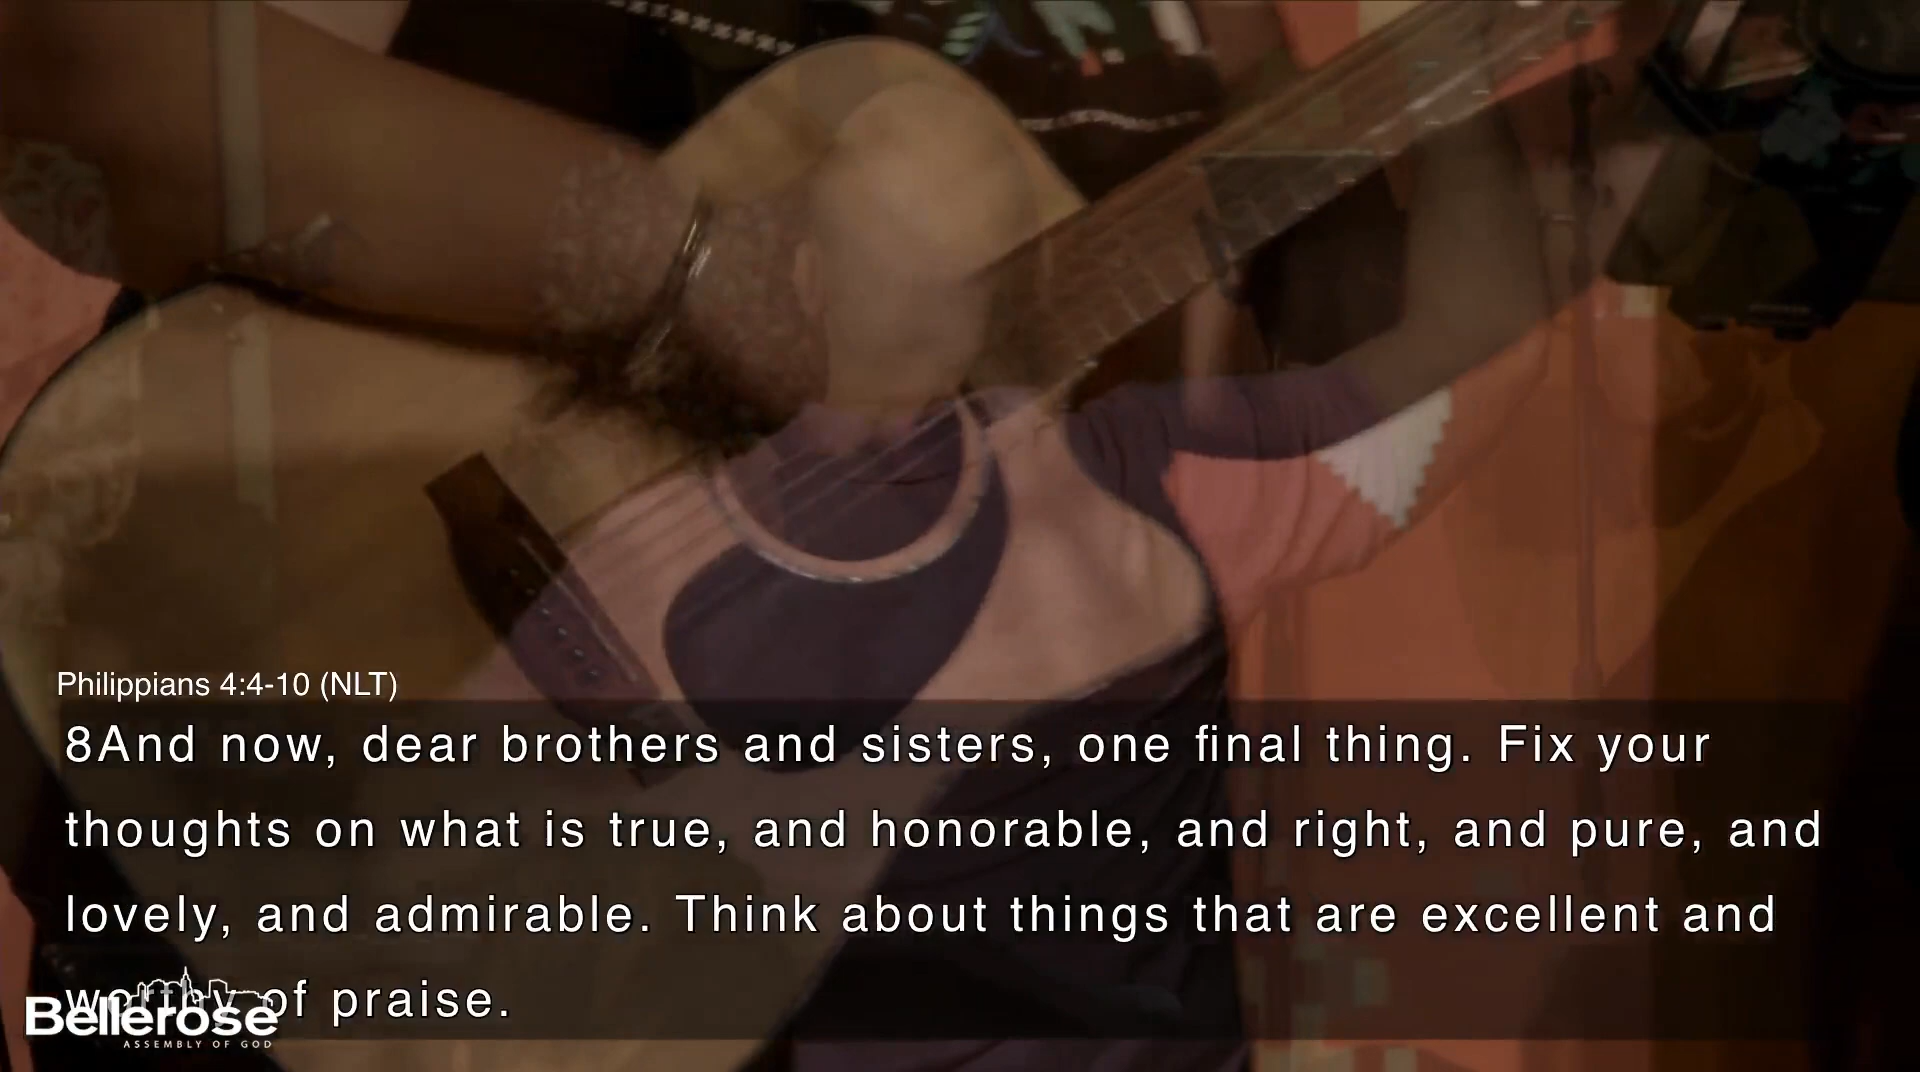 Philippians 4:4-10 (NLT)
8And now, dear brothers and sisters, one final thing. Fix your
thoughts on what is true, and honorable, and right, and pure, and
lovely, and admirable. Think about things that are excellent and
worthy of praise.
Bellerose
ASSEMBLY OF GOD